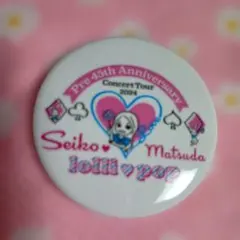 Pre 45th Anniversary
Concert Tour
2024
Seiko Matsuda
lolli♥pop